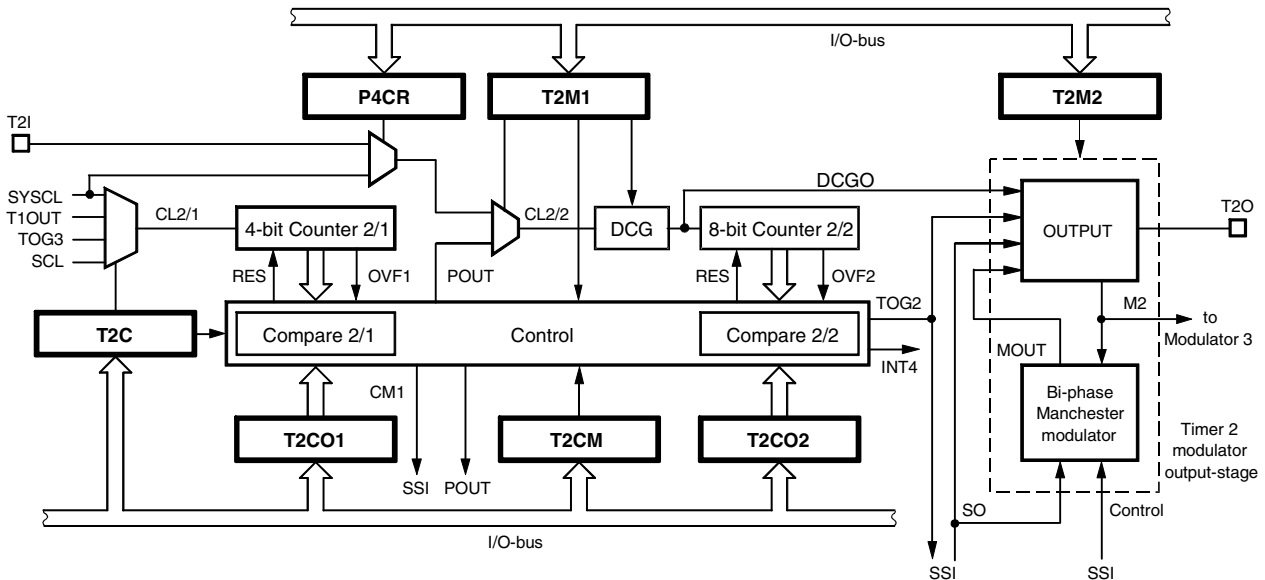 I/O-bus
P4CR
T2M1
T2M2
T2I
DCGO
SYSCL
T1OUT
TOG3
SCL
CL2/1
4-bit Counter 2/1
CL2/2
DCG
8-bit Counter 2/2
OUTPUT
T2O
RES
OVF1
POUT
RES
OVF2
TOG2
M2
to
Modulator 3
T2C
Compare 2/1
Control
Compare 2/2
MOUT
INT4
CM1
Bi-phase
Manchester
modulator
T2CO1
T2CM
T2CO2
Timer 2
modulator
output-stage
SSI
POUT
SO
Control
I/O-bus
SSI
SSI